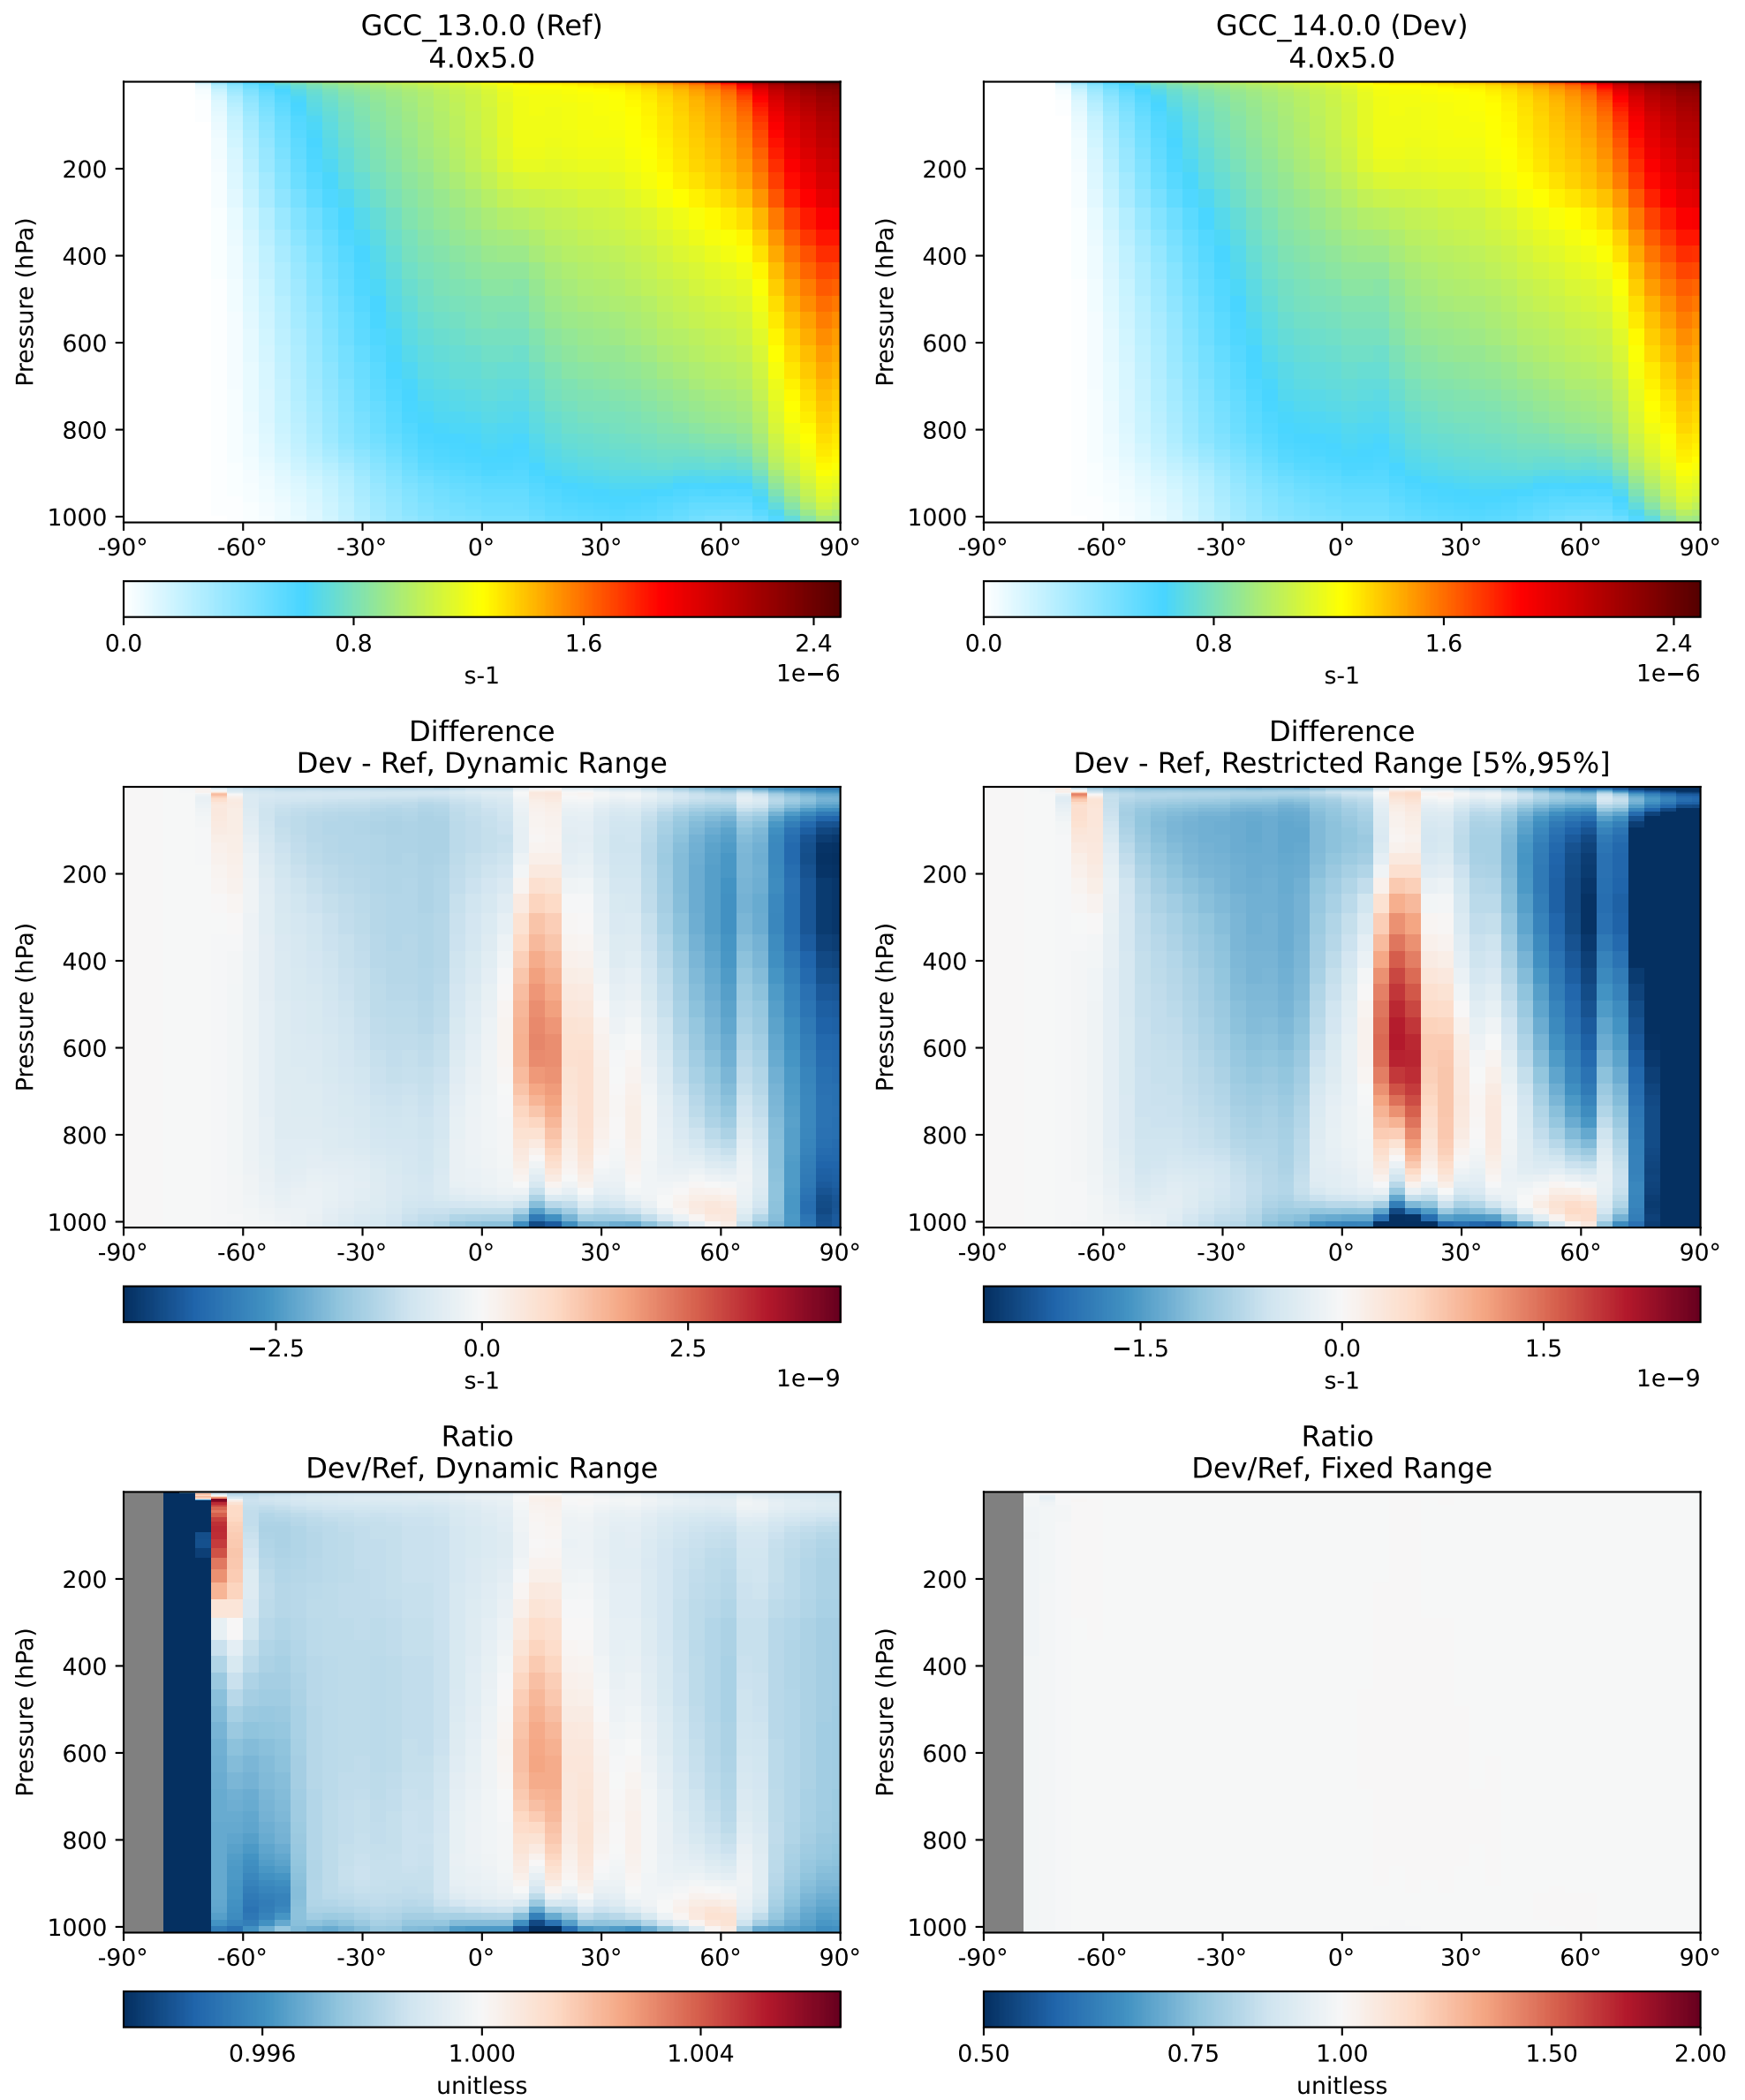 GCC_13.0.0 (Ref)
4.0x5.0
Pressure (hPa)
200
400
600
800
1000
-90° -60° -30° 0° 30° 60° 90°
0.0 0.8 1.6 2.4
s-1
1e−6
GCC_14.0.0 (Dev)
4.0x5.0
Pressure (hPa)
200
400
600
800
1000
-90° -60° -30° 0° 30° 60° 90°
0.0 0.8 1.6 2.4
s-1
1e−6
Difference
Dev - Ref, Dynamic Range
Pressure (hPa)
200
400
600
800
1000
-90° -60° -30° 0° 30° 60° 90°
−2.5 0.0 2.5
s-1
1e−9
Difference
Dev - Ref, Restricted Range [5%,95%]
Pressure (hPa)
200
400
600
800
1000
-90° -60° -30° 0° 30° 60° 90°
−1.5 0.0 1.5
s-1
1e−9
Ratio
Dev/Ref, Dynamic Range
Pressure (hPa)
200
400
600
800
1000
-90° -60° -30° 0° 30° 60° 90°
0.996 1.000 1.004
unitless
Ratio
Dev/Ref, Fixed Range
Pressure (hPa)
200
400
600
800
1000
-90° -60° -30° 0° 30° 60° 90°
0.50 0.75 1.00 1.50 2.00
unitless